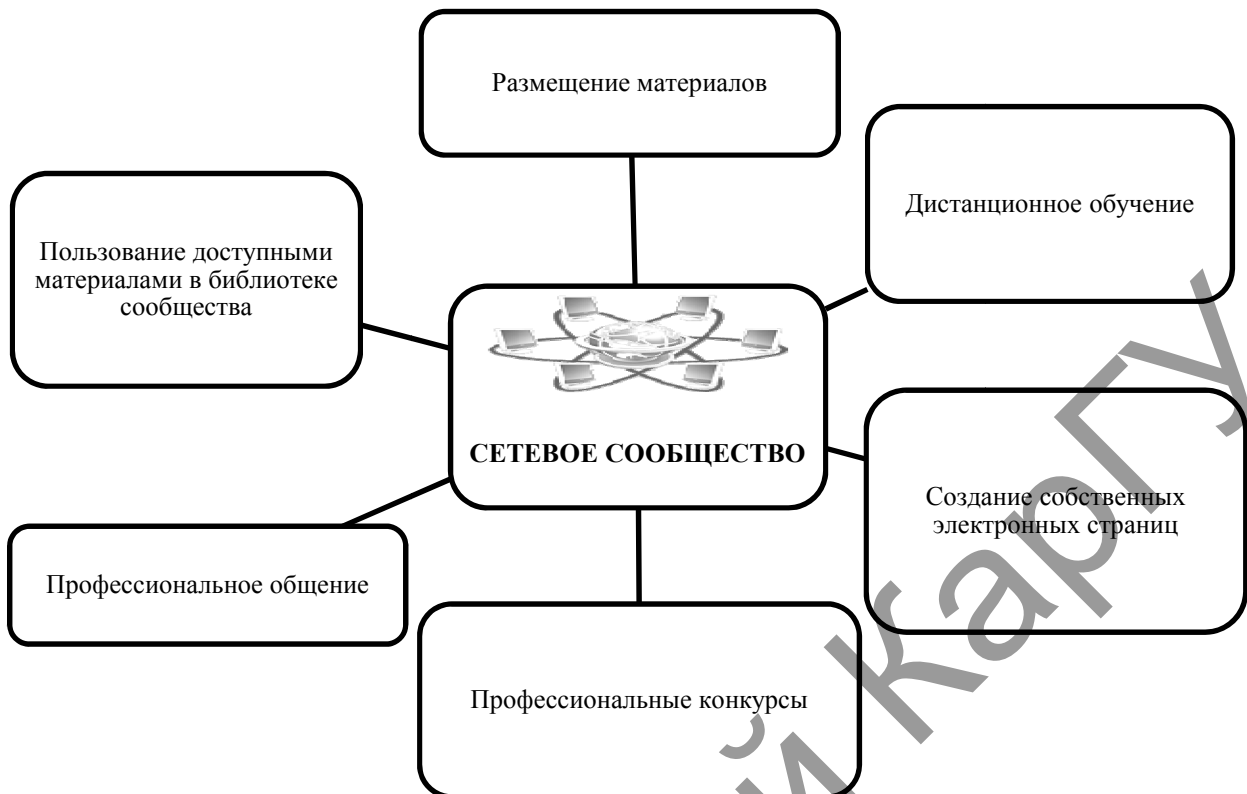 Размещение материалов
Дистанционное обучение
Пользование доступными
материалами в библиотеке
сообщества
СЕТЕВОЕ СООБЩЕСТВО
Создание собственных
электронных страниц
Профессиональное общение
Профессиональные конкурсы
й КарГУ